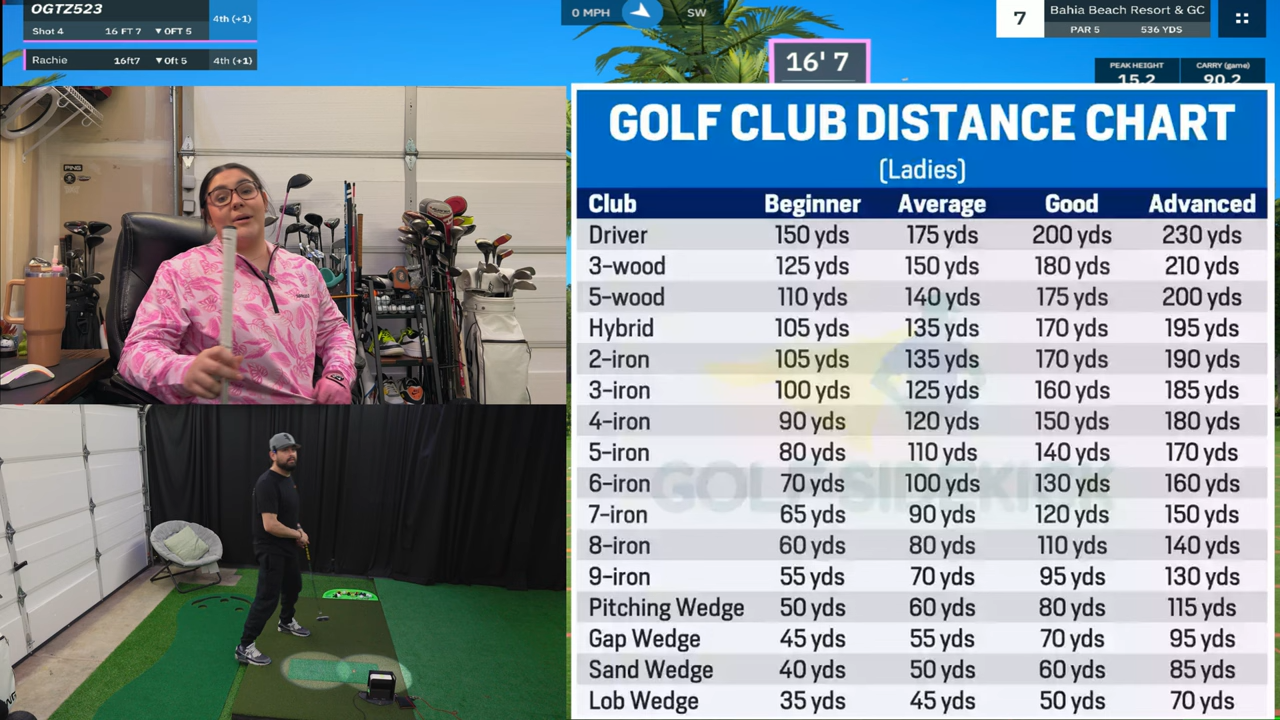 OGTZ523
4th (+1)
Shot 4 16 FT 7 ▼0FT 5
Rachie 16ft7 ▼0ft 5 4th (+1)
0 MPH SW
16' 7
7 Bahia Beach Resort & GC
PAR 5 536 YDS
PEAK HEIGHT CARRY (game)
15.2 90.2
PING
GOLF CLUB DISTANCE CHART
(Ladies)
Club Beginner Average Good Advanced
Driver 150 yds 175 yds 200 yds 230 yds
3-wood 125 yds 150 yds 180 yds 210 yds
5-wood 110 yds 140 yds 175 yds 200 yds
Hybrid 105 yds 135 yds 170 yds 195 yds
2-iron 105 yds 135 yds 170 yds 190 yds
3-iron 100 yds 125 yds 160 yds 185 yds
4-iron 90 yds 120 yds 150 yds 180 yds
5-iron 80 yds 110 yds 140 yds 170 yds
6-iron 70 yds 100 yds 130 yds 160 yds
7-iron 65 yds 90 yds 120 yds 150 yds
8-iron 60 yds 80 yds 110 yds 140 yds
9-iron 55 yds 70 yds 95 yds 130 yds
Pitching Wedge 50 yds 60 yds 80 yds 115 yds
Gap Wedge 45 yds 55 yds 70 yds 95 yds
Sand Wedge 40 yds 50 yds 60 yds 85 yds
Lob Wedge 35 yds 45 yds 50 yds 70 yds
GOLF SIDEKICK